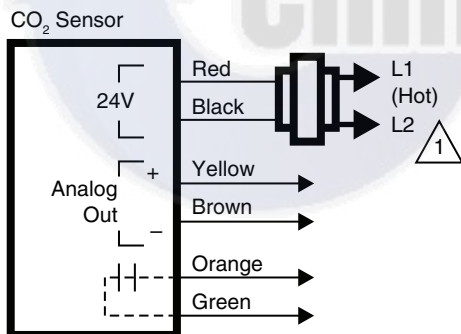 CO2 Sensor
Red
L1
(Hot)
24V
Black
L2
1
+
Yellow
Analog
Out
Brown
–
Orange
Green